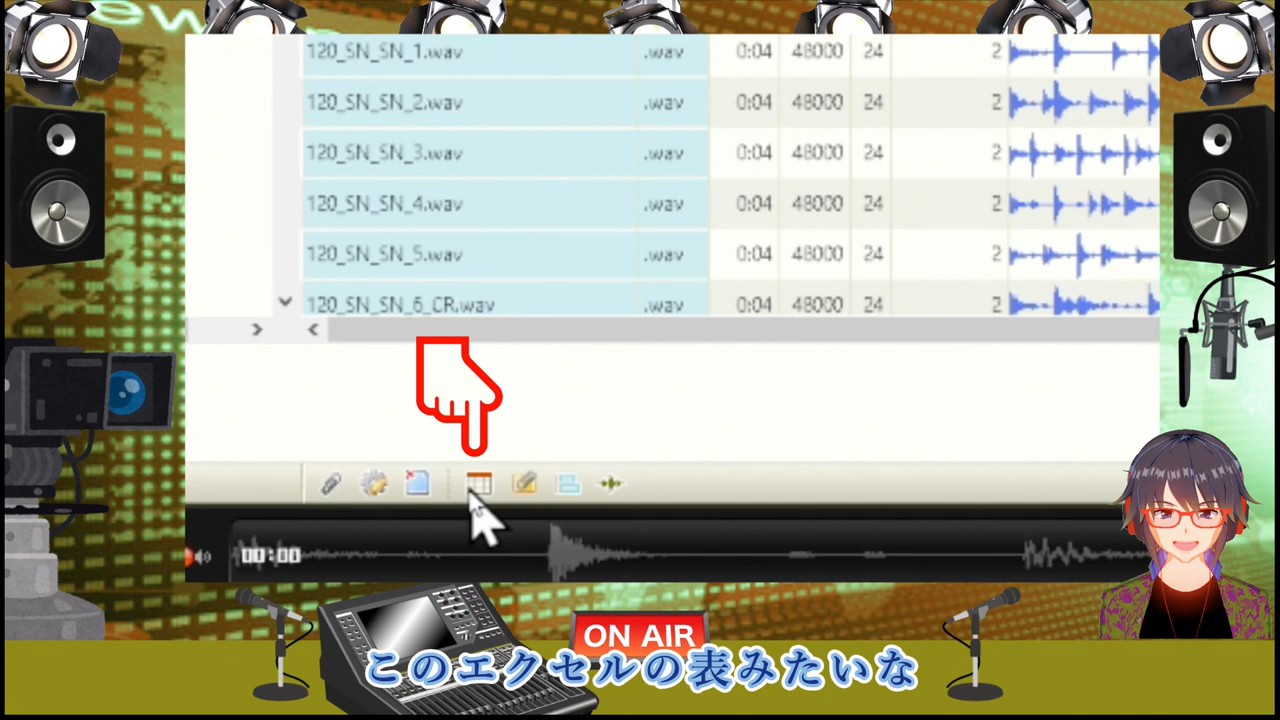 ew
120_SN_SN_1.wav .wav 0:04 48000 24 2
120_SN_SN_2.wav .wav 0:04 48000 24 2
120_SN_SN_3.wav .wav 0:04 48000 24 2
120_SN_SN_4.wav .wav 0:04 48000 24 2
120_SN_SN_5.wav .wav 0:04 48000 24 2
120_SN_SN_6_CR.wav .wav 0:04 48000 24 2
00:00
ON AIR
このエクセルの表みたいな